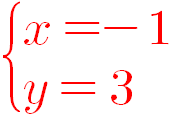 x = -1
y = 3